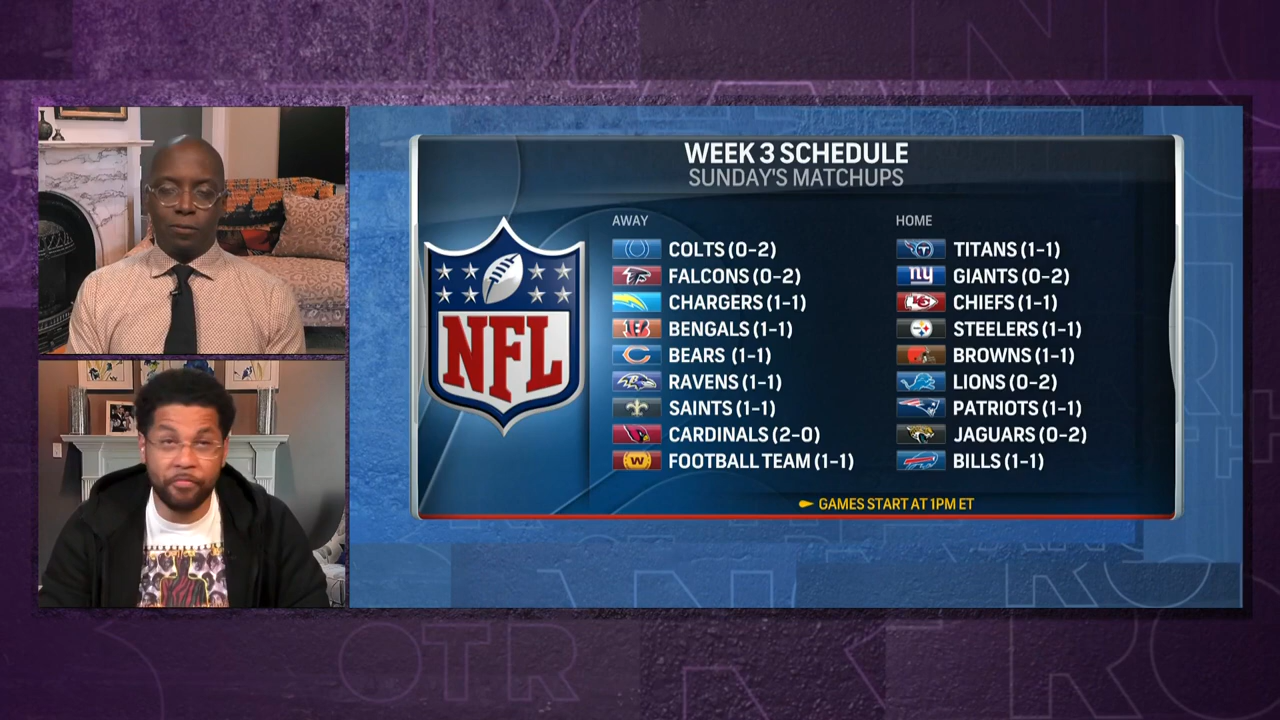 WEEK 3 SCHEDULE
SUNDAY'S MATCHUPS
AWAY HOME
COLTS (0-2) TITANS (1-1)
FALCONS (0-2) GIANTS (0-2)
CHARGERS (1-1) CHIEFS (1-1)
BENGALS (1-1) STEELERS (1-1)
BEARS (1-1) BROWNS (1-1)
RAVENS (1-1) LIONS (0-2)
SAINTS (1-1) PATRIOTS (1-1)
CARDINALS (2-0) JAGUARS (0-2)
FOOTBALL TEAM (1-1) BILLS (1-1)
GAMES START AT 1PM ET
NFL
ny
W
OTR